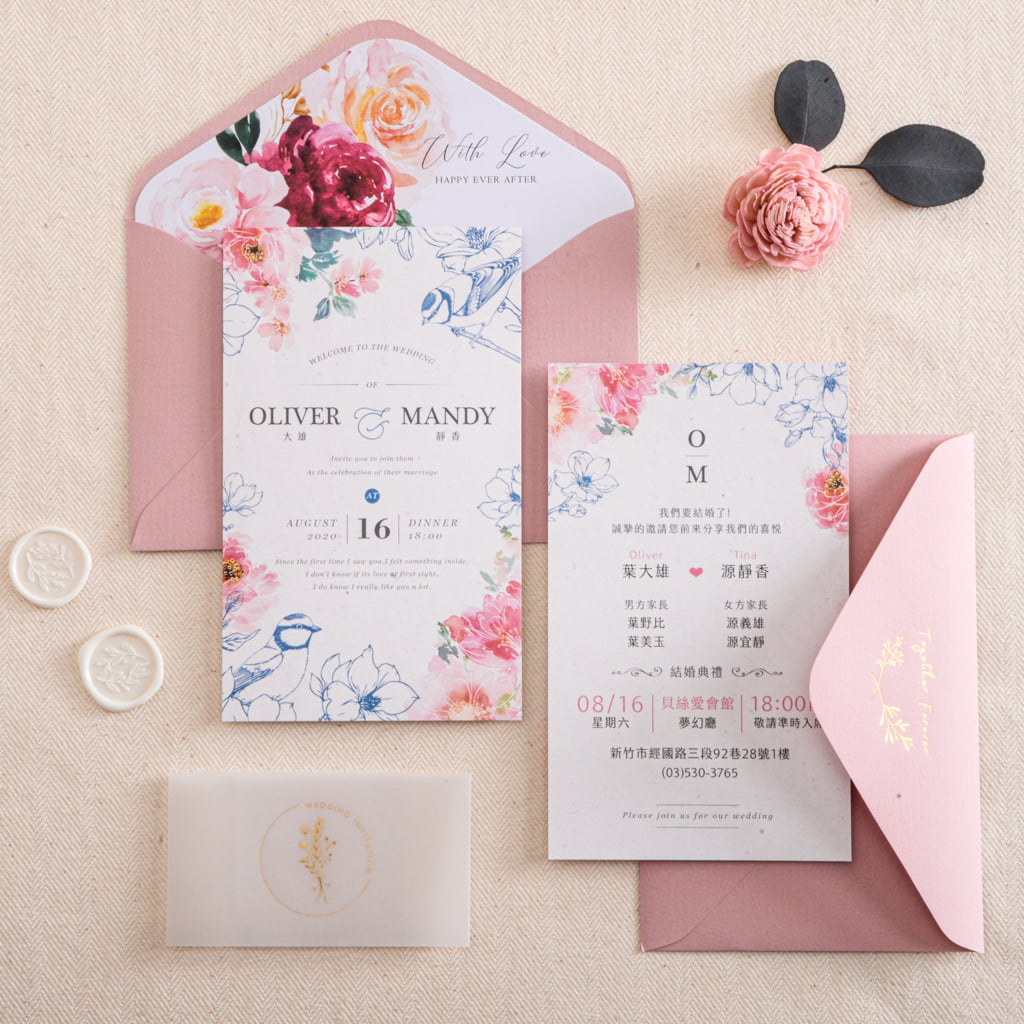 With Love
HAPPY EVER AFTER
WELCOME TO THE WEDDING
OF
OLIVER & MANDY
大雄 靜香
Invite you to join them
At the celebration of their marriage
AT
AUGUST 2020 16 DINNER 18:00
Since the first time I saw you,I felt something inside,
I don't know if its love at first sight,
I do know I really like you a lot.
O
M
我們要結婚了!
誠摯的邀請您前來分享我們的喜悅
Oliver Tina
葉大雄 源靜香
男方家長 女方家長
葉野比 源義雄
葉美玉 源宜靜
結婚典禮
08/16 貝絲愛會館 18:00
星期六 夢幻廳 敬請準時入席
新竹市經國路三段92巷28號1樓
(03)530-3765
Please join us for our wedding
Together Forever
WEDDING INVITATION